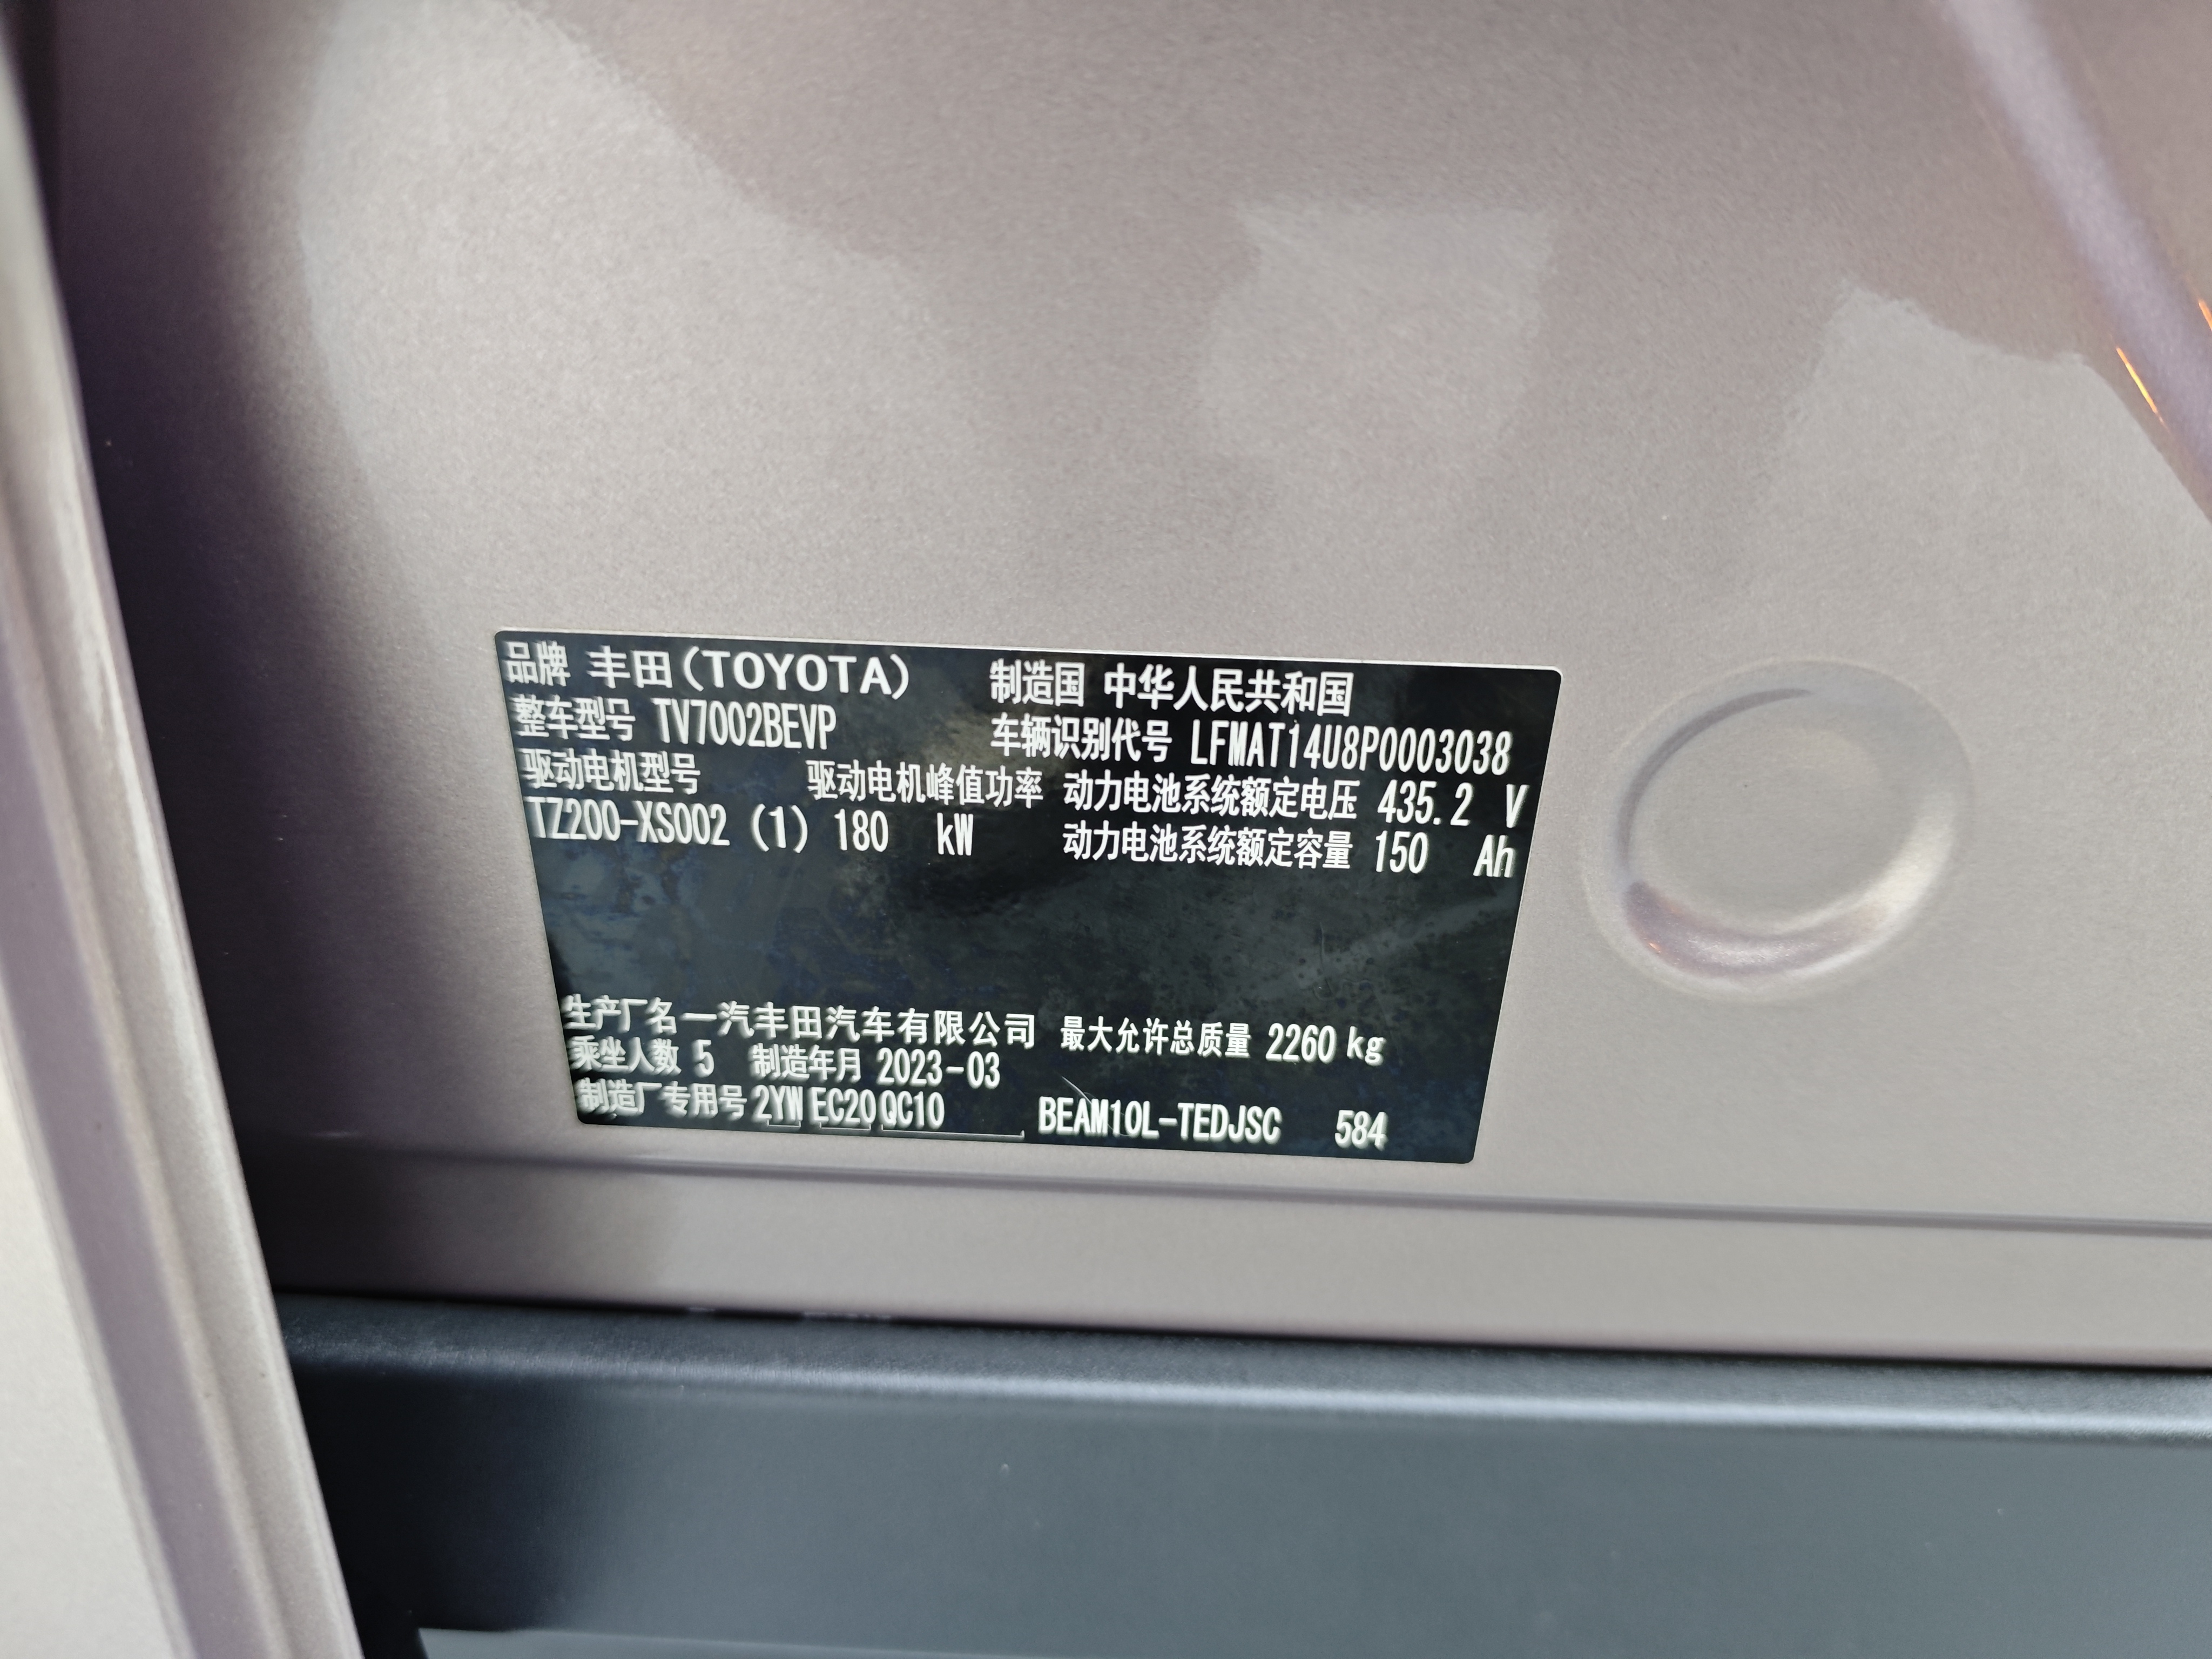 品牌 丰田(TOYOTA) 制造国 中华人民共和国
整车型号 TV7002BEVP 车辆识别代号 LFMAT14U8P0003038
驱动电机型号 驱动电机峰值功率 动力电池系统额定电压 435.2 V
TZ200-XS002 (1) 180 kW 动力电池系统额定容量 150 Ah
生产厂名 一汽丰田汽车有限公司 最大允许总质量 2260 kg
乘坐人数 5 制造年月 2023-03
制造厂专用号 2YW EC20 QC10 BEAM10L-TEDJSC 584